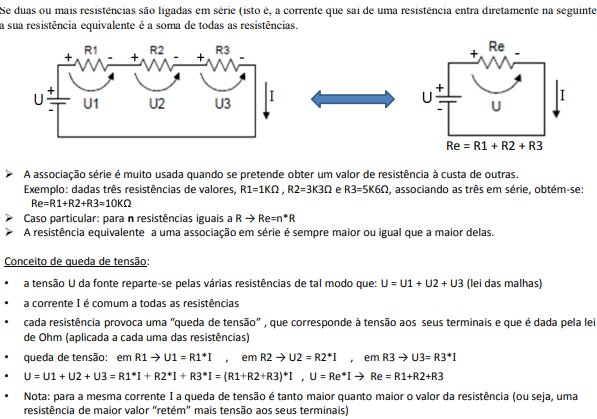 Se duas ou mais resistências são ligadas em série (isto é, a corrente que sai de uma resistência entra diretamente na seguinte
a sua resistência equivalente é a soma de todas as resistências.
R1 R2 R3
+ - + - + -
U + - U1 U2 U3 I
Re
+ -
U + - U I
Re = R1 + R2 + R3
➢ A associação série é muito usada quando se pretende obter um valor de resistência à custa de outras.
Exemplo: dadas três resistências de valores, R1=1KΩ , R2=3K3Ω e R3=5K6Ω, associando as três em série, obtém-se:
Re=R1+R2+R3≈10KΩ
➢ Caso particular: para n resistências iguais a R → Re=n*R
➢ A resistência equivalente a uma associação em série é sempre maior ou igual que a maior delas.
Conceito de queda de tensão:
• a tensão U da fonte reparte-se pelas várias resistências de tal modo que: U = U1 + U2 + U3 (lei das malhas)
• a corrente I é comum a todas as resistências
• cada resistência provoca uma “queda de tensão” , que corresponde à tensão aos seus terminais e que é dada pela lei
de Ohm (aplicada a cada uma das resistências)
• queda de tensão: em R1 → U1 = R1*I , em R2 → U2 = R2*I , em R3 → U3= R3*I
• U = U1 + U2 + U3 = R1*I + R2*I + R3*I = (R1+R2+R3)*I , U = Re*I → Re = R1+R2+R3
• Nota: para a mesma corrente I a queda de tensão é tanto maior quanto maior o valor da resistência (ou seja, uma
resistência de maior valor “retém” mais tensão aos seus terminais)